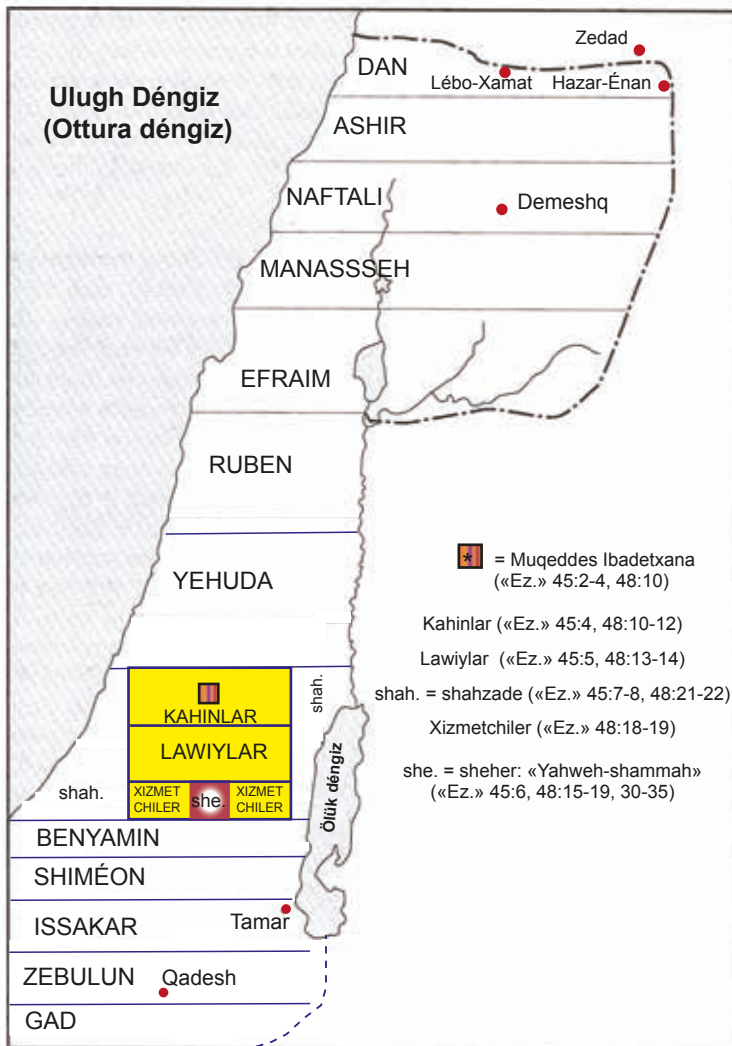 Ulugh Déngiz
(Ottura déngiz)
Zedad
DAN
Lébo-Xamat
Hazar-Énan
ASHIR
NAFTALI
Demeshq
MANASSSEH
EFRAIM
RUBEN
YEHUDA
* = Muqeddes Ibadetxana
(«Ez.» 45:2-4, 48:10)
Kahinlar («Ez.» 45:4, 48:10-12)
Lawiylar («Ez.» 45:5, 48:13-14)
shah. = shahzade («Ez.» 45:7-8, 48:21-22)
Xizmetchiler («Ez.» 48:18-19)
she. = sheher: «Yahweh-shammah»
(«Ez.» 45:6, 48:15-19, 30-35)
KAHINLAR
shah.
LAWIYLAR
shah.
XIZMET
CHILER
she.
XIZMET
CHILER
Ölük déngiz
BENYAMIN
SHIMÉON
ISSAKAR
Tamar
ZEBULUN
Qadesh
GAD